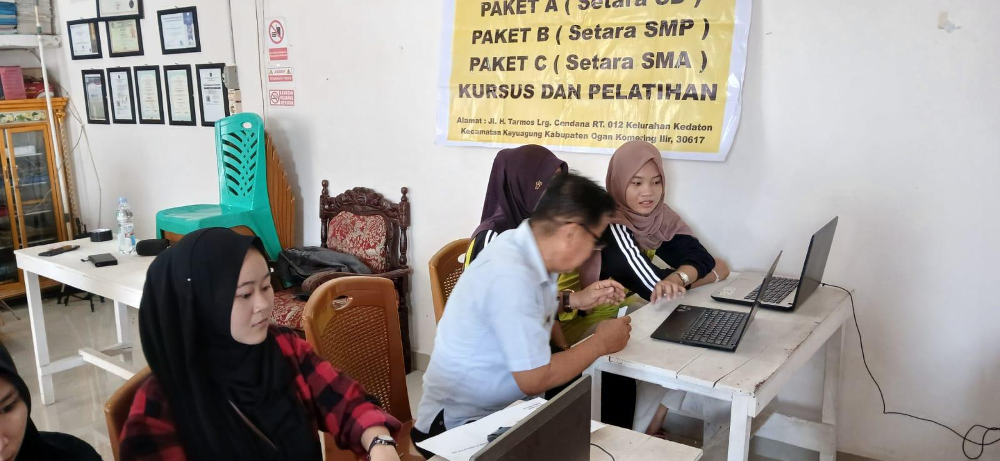 PAKET A ( Setara SD )
PAKET B ( Setara SMP )
PAKET C ( Setara SMA )
KURSUS DAN PELATIHAN
Alamat : Jl. H. Tarmos Lrg. Cendana RT. 012 Kelurahan Kedaton
Kecamatan Kayuagung Kabupaten Ogan Komering Ilir, 30617
AWAS!!
TEGANGAN TINGGI
KAWASAN
DILARANG
MEROKOK